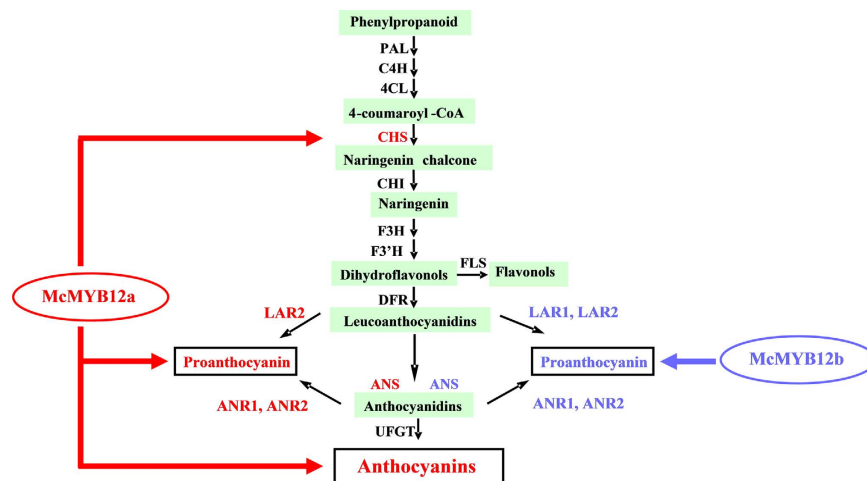 Phenylpropanoid
PAL
C4H
4CL
4-coumaroyl -CoA
CHS
Naringenin chalcone
CHI
Naringenin
F3H
F3'H
FLS
Dihydroflavonols
Flavonols
McMYB12a
DFR
LAR2
LAR1, LAR2
Leucoanthocyanidins
Proanthocyanin
Proanthocyanin
McMYB12b
ANS
ANS
ANR1, ANR2
Anthocyanidins
ANR1, ANR2
UFGT
Anthocyanins